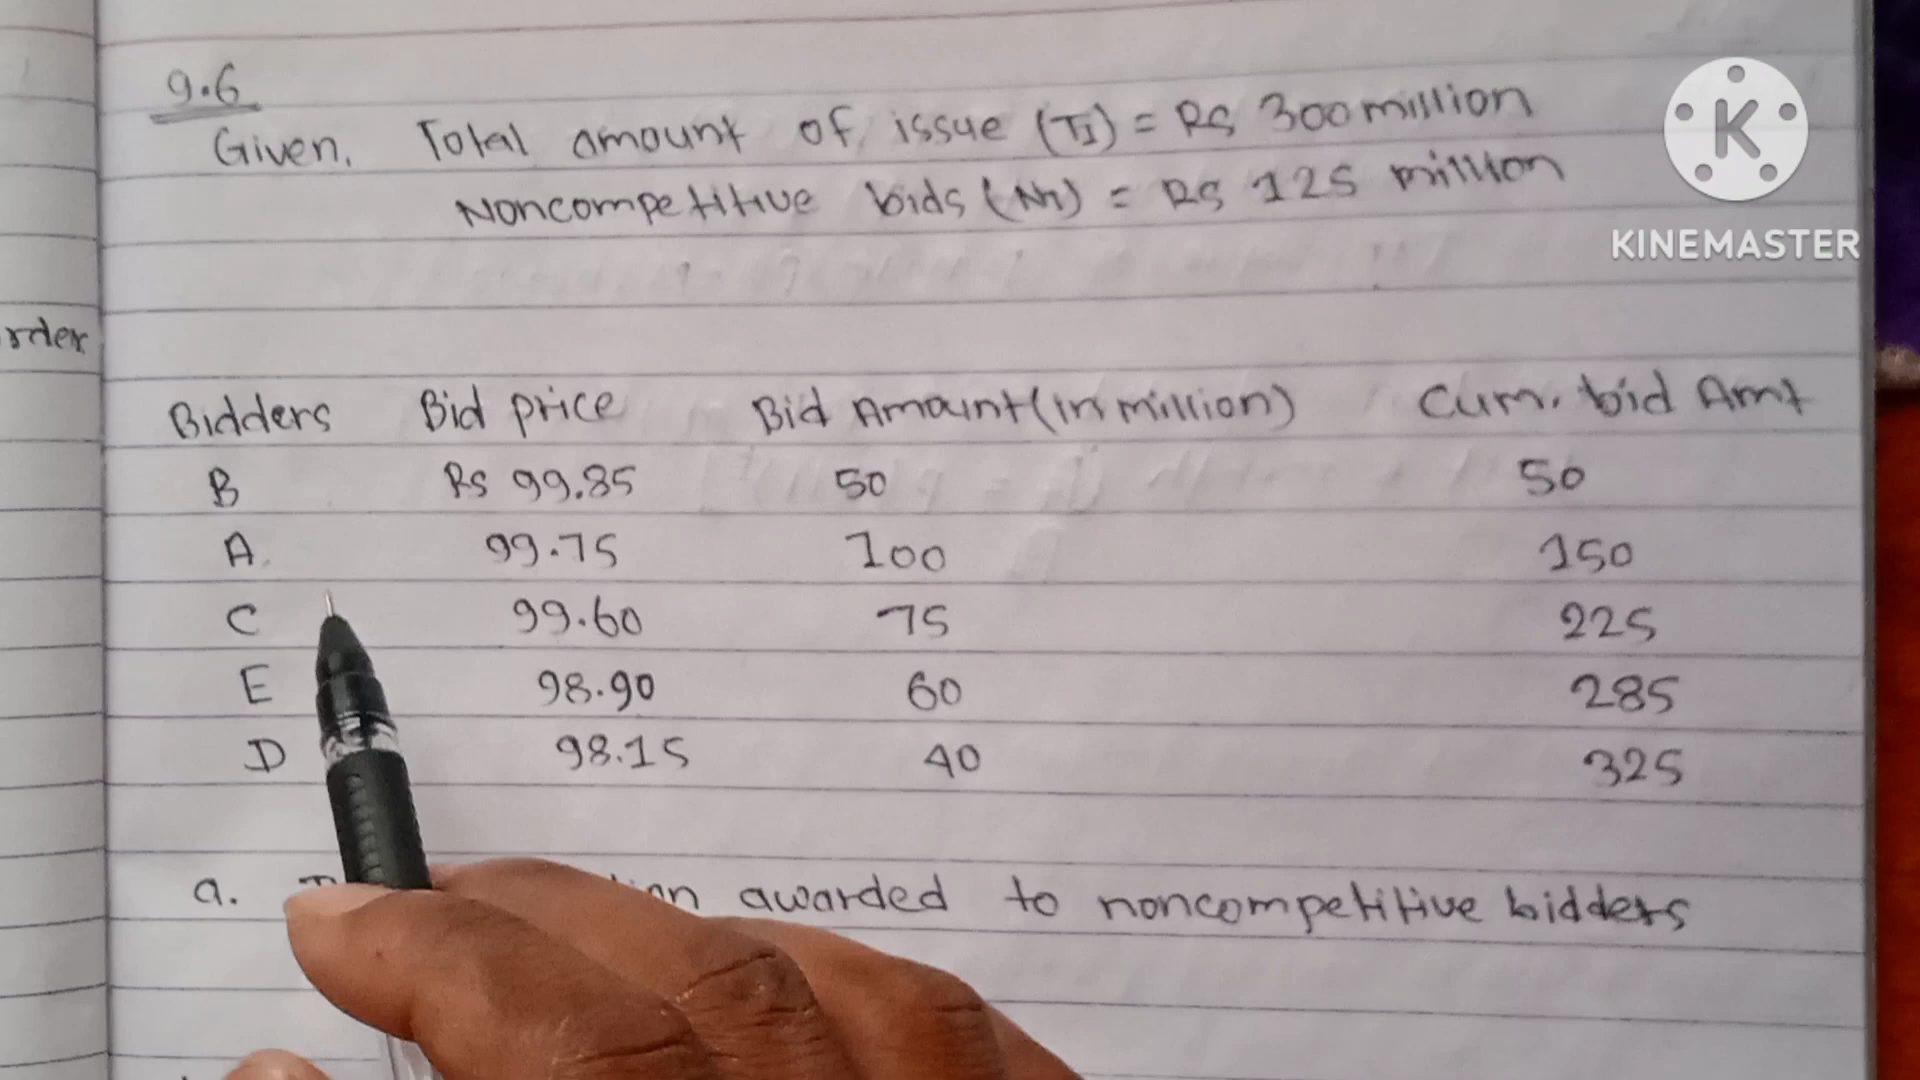 9.6
Given, Total amount of issue (TI) = Rs 300 million
Noncompetitive bids (Nn) = Rs 125 million
K
KINEMASTER
rder
Bidders Bid price Bid Amount (in million) Cum. bid Amt
B Rs 99.85 50 50
A 99.75 100 150
C 99.60 75 225
E 98.90 60 285
D 98.15 40 325
a. awarded to noncompetitive bidders